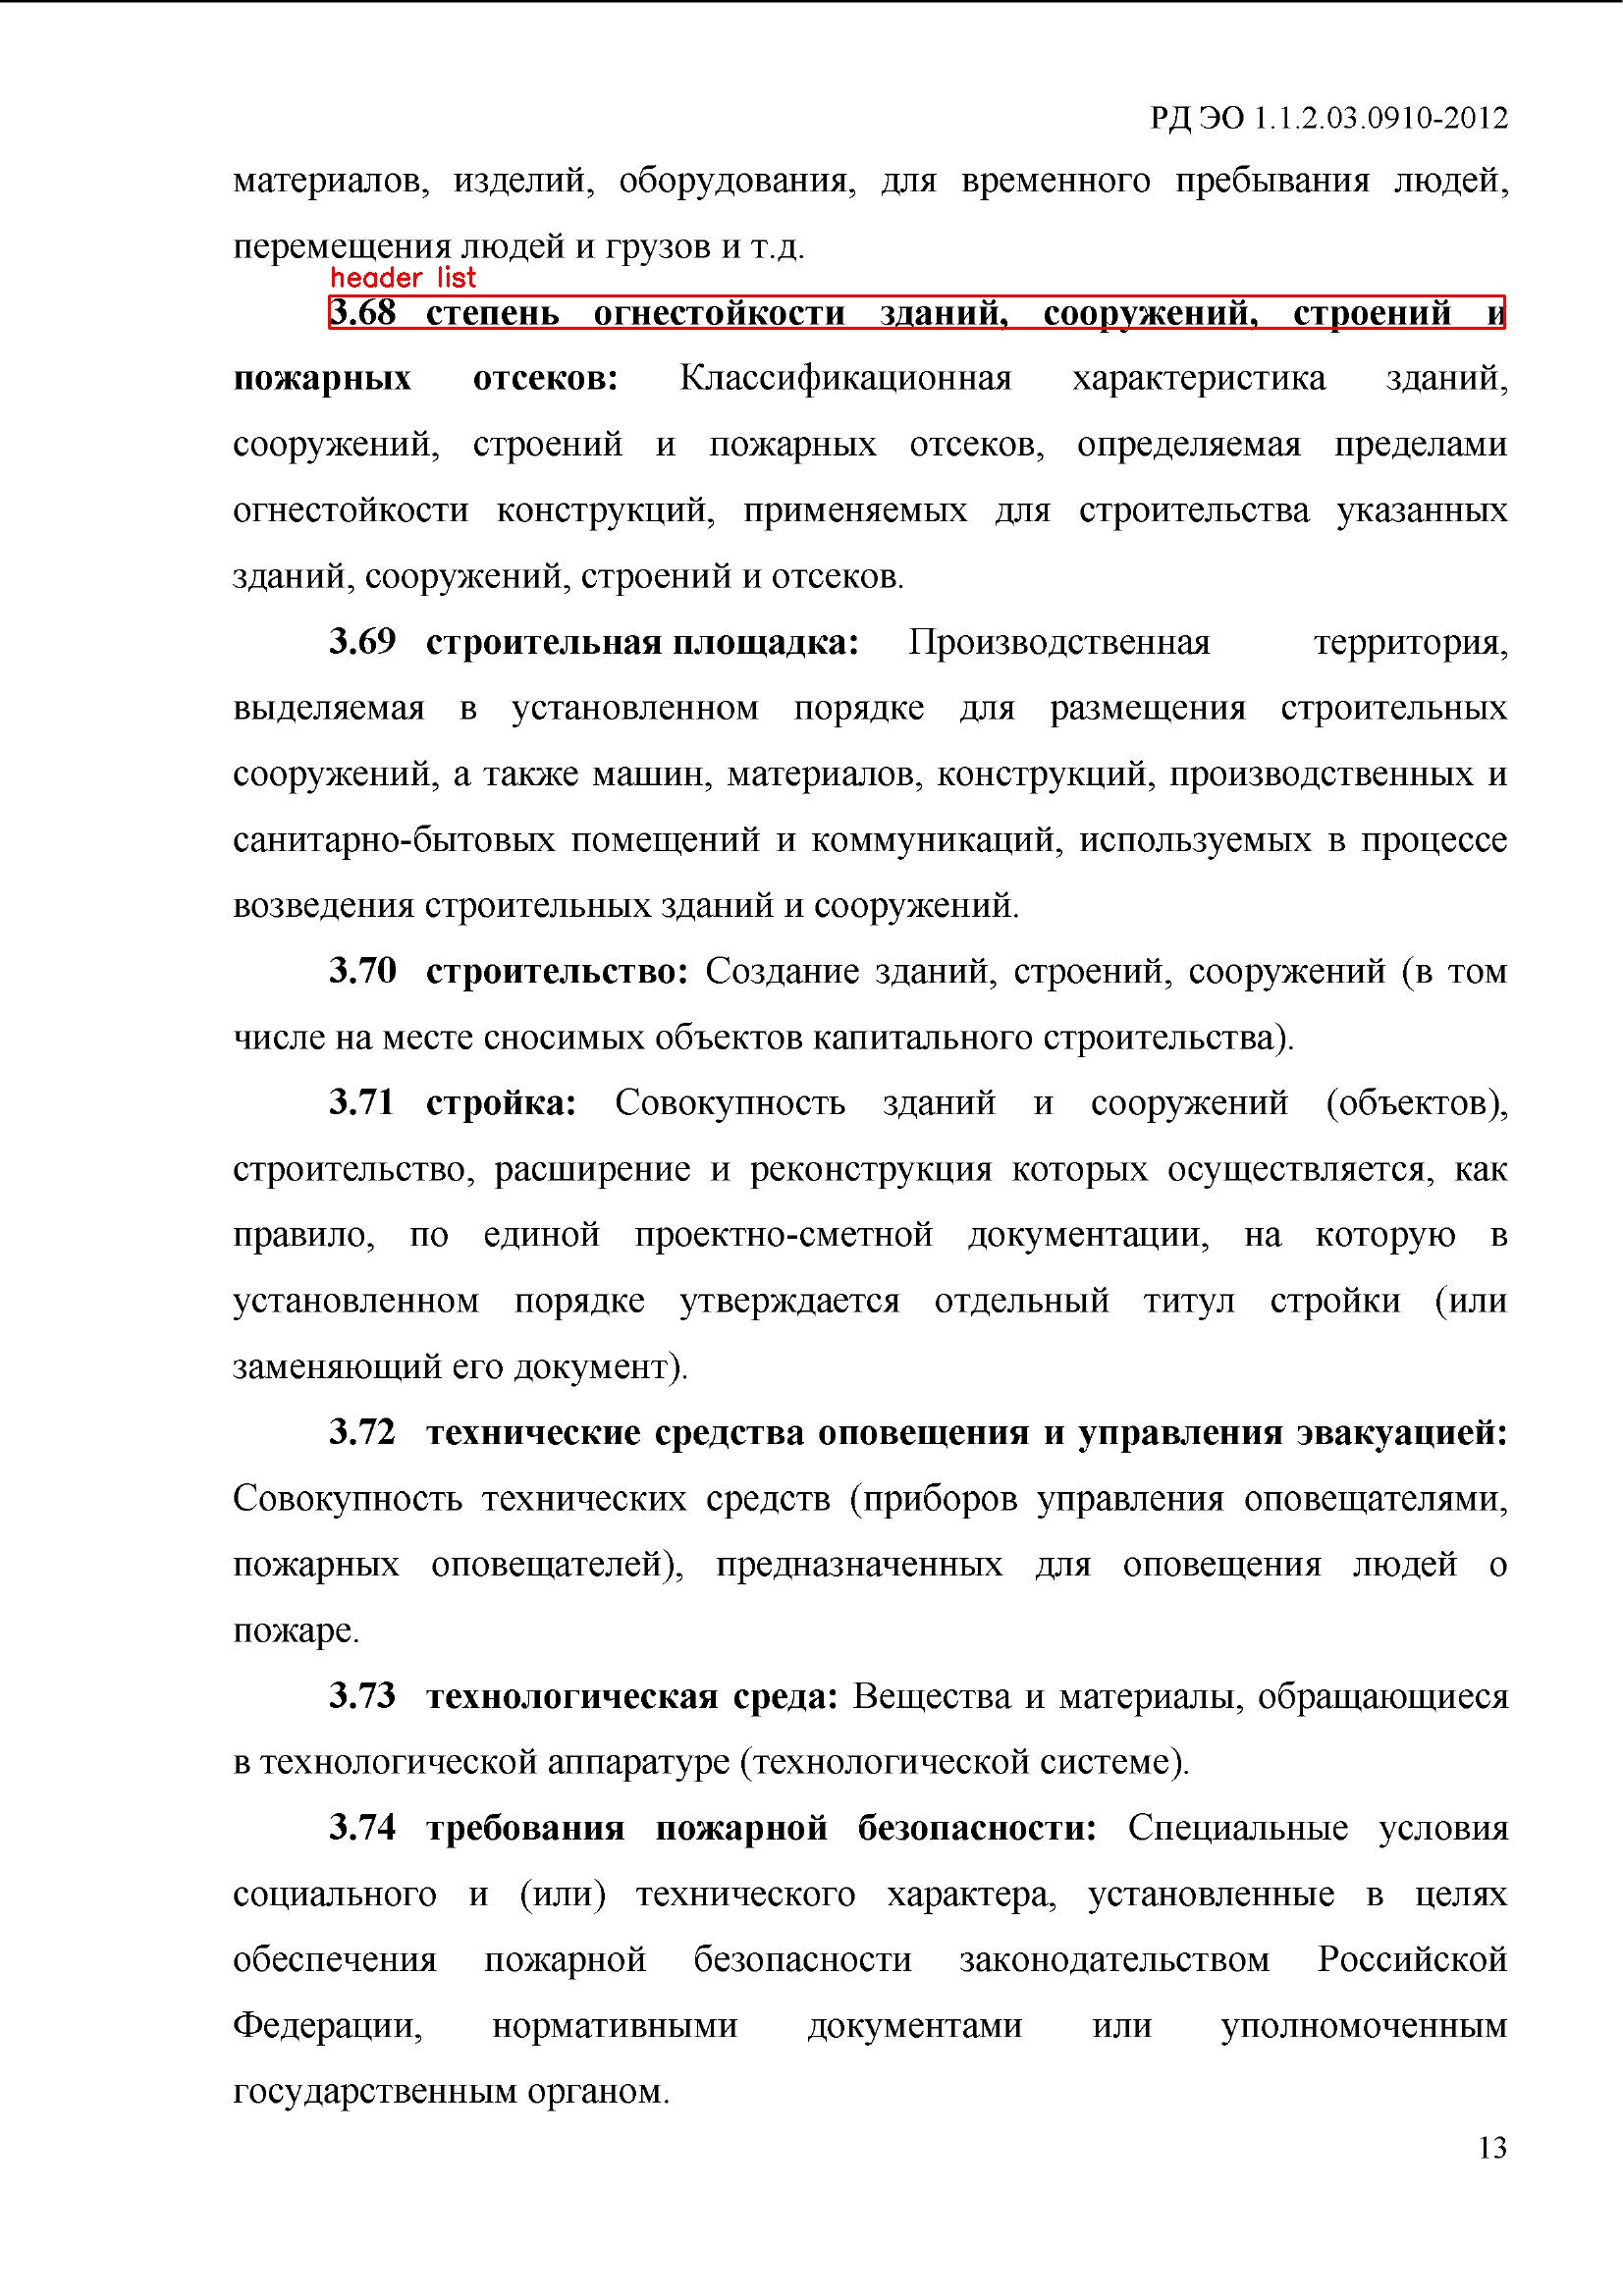 РД ЭО 1.1.2.03.0910-2012
материалов, изделий, оборудования, для временного пребывания людей,
перемещения людей и грузов и т.д.
header list
3.68 степень огнестойкости зданий, сооружений, строений и
пожарных отсеков: Классификационная характеристика зданий,
сооружений, строений и пожарных отсеков, определяемая пределами
огнестойкости конструкций, применяемых для строительства указанных
зданий, сооружений, строений и отсеков.
3.69 строительная площадка: Производственная территория,
выделяемая в установленном порядке для размещения строительных
сооружений, а также машин, материалов, конструкций, производственных и
санитарно-бытовых помещений и коммуникаций, используемых в процессе
возведения строительных зданий и сооружений.
3.70 строительство: Создание зданий, строений, сооружений (в том
числе на месте сносимых объектов капитального строительства).
3.71 стройка: Совокупность зданий и сооружений (объектов),
строительство, расширение и реконструкция которых осуществляется, как
правило, по единой проектно-сметной документации, на которую в
установленном порядке утверждается отдельный титул стройки (или
заменяющий его документ).
3.72 технические средства оповещения и управления эвакуацией:
Совокупность технических средств (приборов управления оповещателями,
пожарных оповещателей), предназначенных для оповещения людей о
пожаре.
3.73 технологическая среда: Вещества и материалы, обращающиеся
в технологической аппаратуре (технологической системе).
3.74 требования пожарной безопасности: Специальные условия
социального и (или) технического характера, установленные в целях
обеспечения пожарной безопасности законодательством Российской
Федерации, нормативными документами или уполномоченным
государственным органом.
13